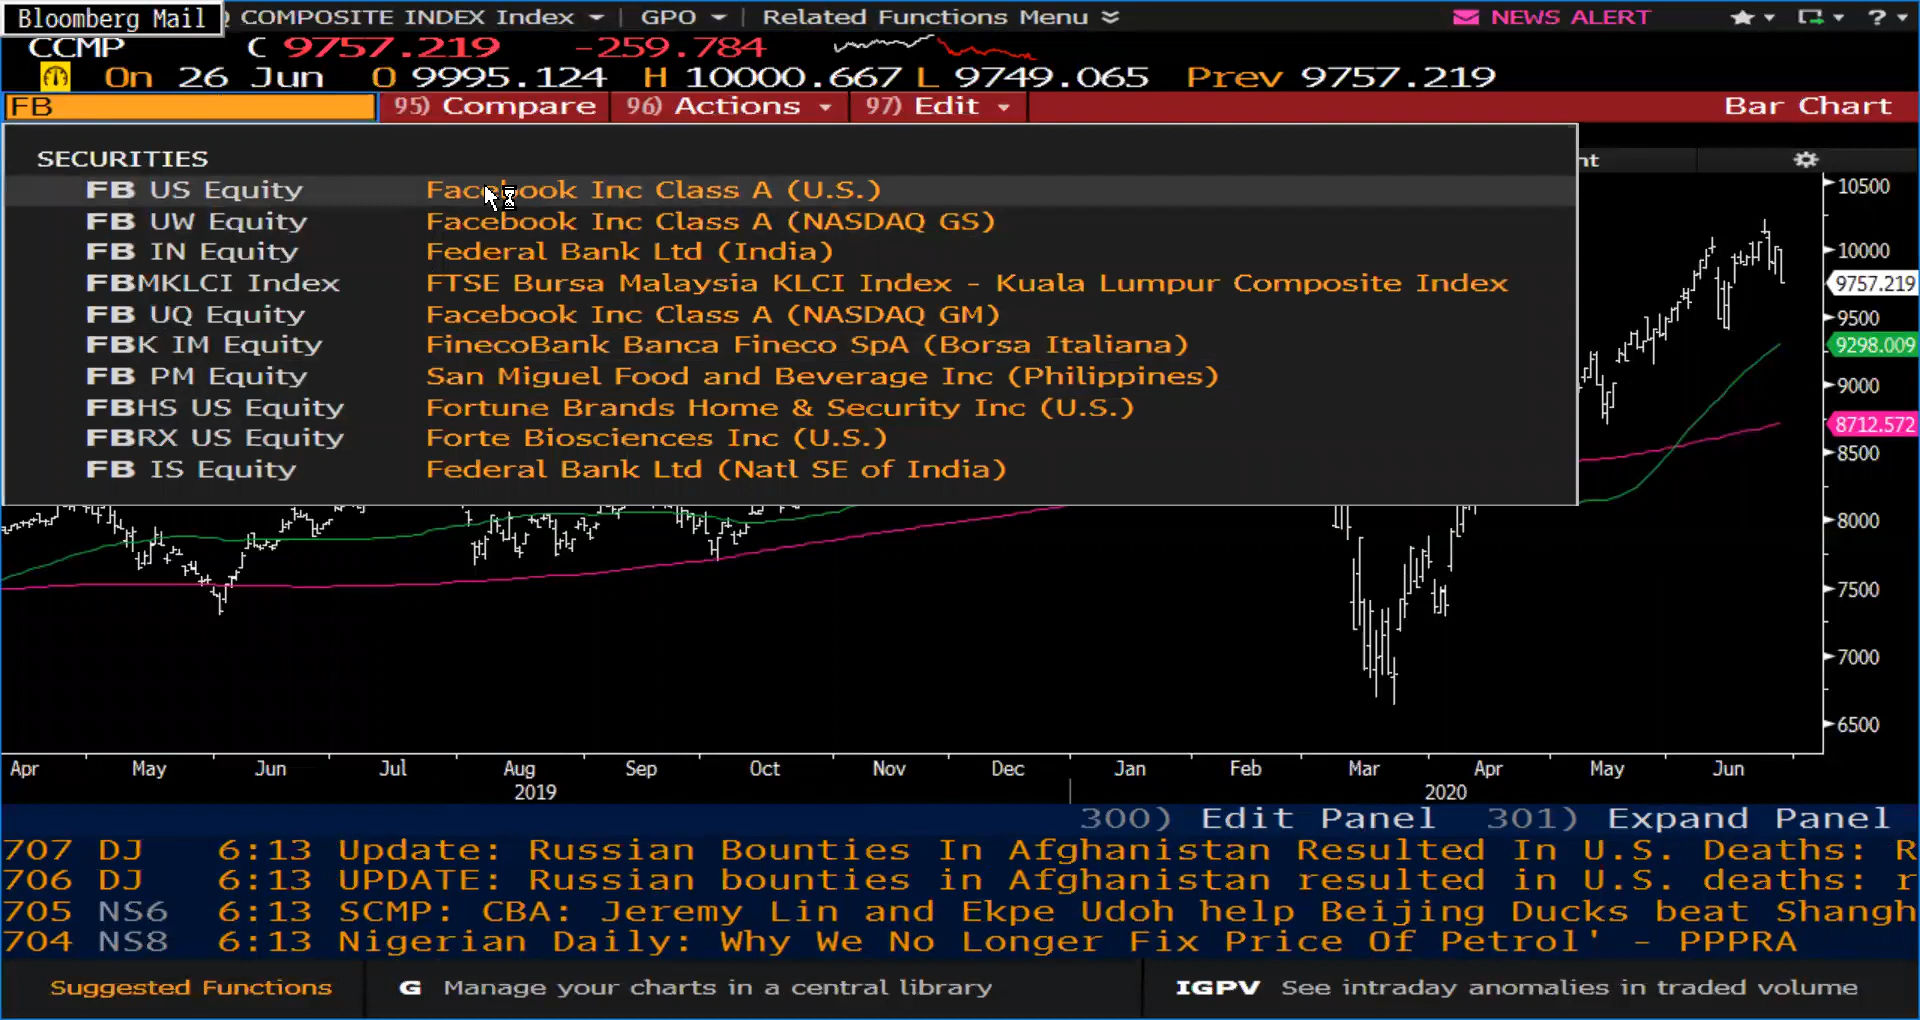 Bloomberg Mail COMPOSITE INDEX Index GPO Related Functions Menu NEWS ALERT ?
CCMP C 9757.219 -259.784
On 26 Jun O 9995.124 H 10000.667 L 9749.065 Prev 9757.219
FB 95) Compare 96) Actions 97) Edit Bar Chart
SECURITIES nt
FB US Equity Facebook Inc Class A (U.S.)
FB UW Equity Facebook Inc Class A (NASDAQ GS)
FB IN Equity Federal Bank Ltd (India)
FBMKLCI Index FTSE Bursa Malaysia KLCI Index - Kuala Lumpur Composite Index
FB UQ Equity Facebook Inc Class A (NASDAQ GM)
FBK IM Equity FinecoBank Banca Fineco SpA (Borsa Italiana)
FB PM Equity San Miguel Food and Beverage Inc (Philippines)
FBHS US Equity Fortune Brands Home & Security Inc (U.S.)
FBRX US Equity Forte Biosciences Inc (U.S.)
FB IS Equity Federal Bank Ltd (Natl SE of India)
10500
10000
9757.219
9500
9298.009
9000
8712.572
8500
8000
7500
7000
6500
Apr May Jun Jul Aug Sep Oct Nov Dec Jan Feb Mar Apr May Jun
2019 2020
300) Edit Panel 301) Expand Panel
707 DJ 6:13 Update: Russian Bounties In Afghanistan Resulted In U.S. Deaths: R
706 DJ 6:13 UPDATE: Russian bounties in Afghanistan resulted in U.S. deaths: r
705 NS6 6:13 SCMP: CBA: Jeremy Lin and Ekpe Udoh help Beijing Ducks beat Shangh
704 NS8 6:13 Nigerian Daily: Why We No Longer Fix Price Of Petrol' - PPPRA
Suggested Functions G Manage your charts in a central library IGPV See intraday anomalies in traded volume